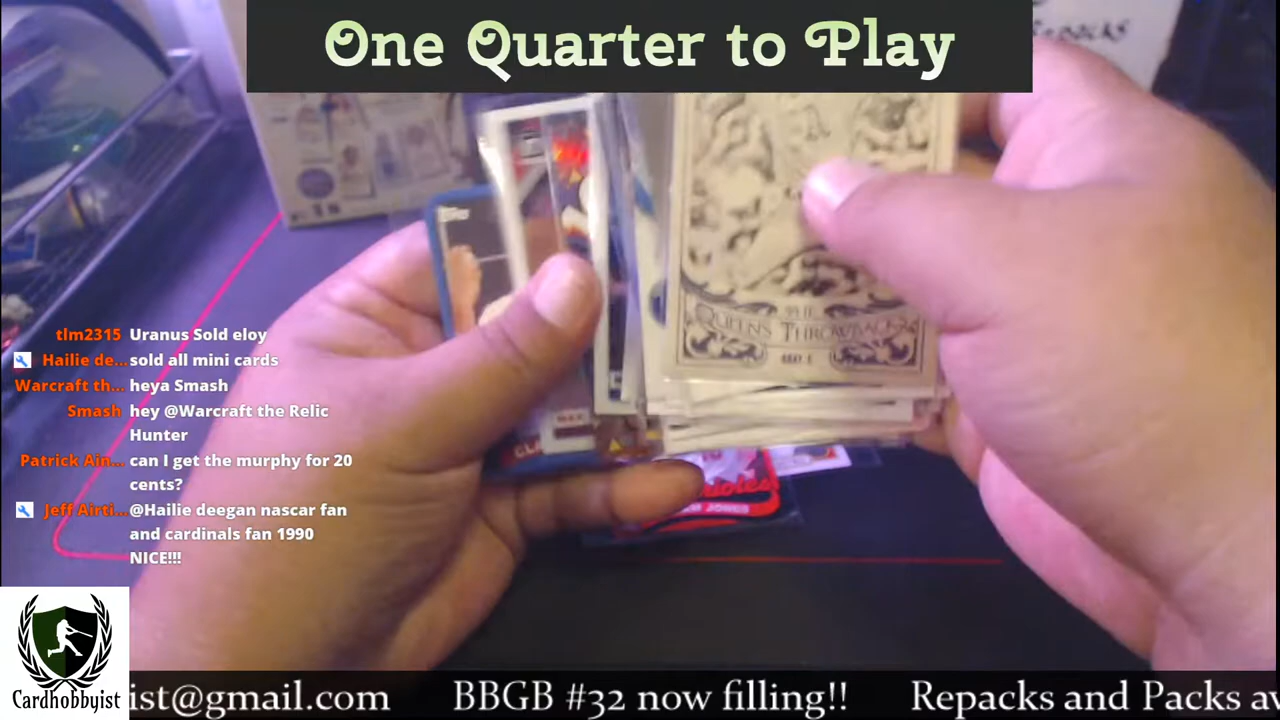 One Quarter to Play
QUEENS THROWBACKS
tlm2315 Uranus Sold eloy
Hailie de... sold all mini cards
Warcraft th... heya Smash
Smash hey @Warcraft the Relic
Hunter
Patrick Ain... can I get the murphy for 20
cents?
Jeff Airti... @Hailie deegan nascar fan
and cardinals fan 1990
NICE!!!
JONES
Cardhobbyist
ist@gmail.com BBGB #32 now filling!! Repacks and Packs av